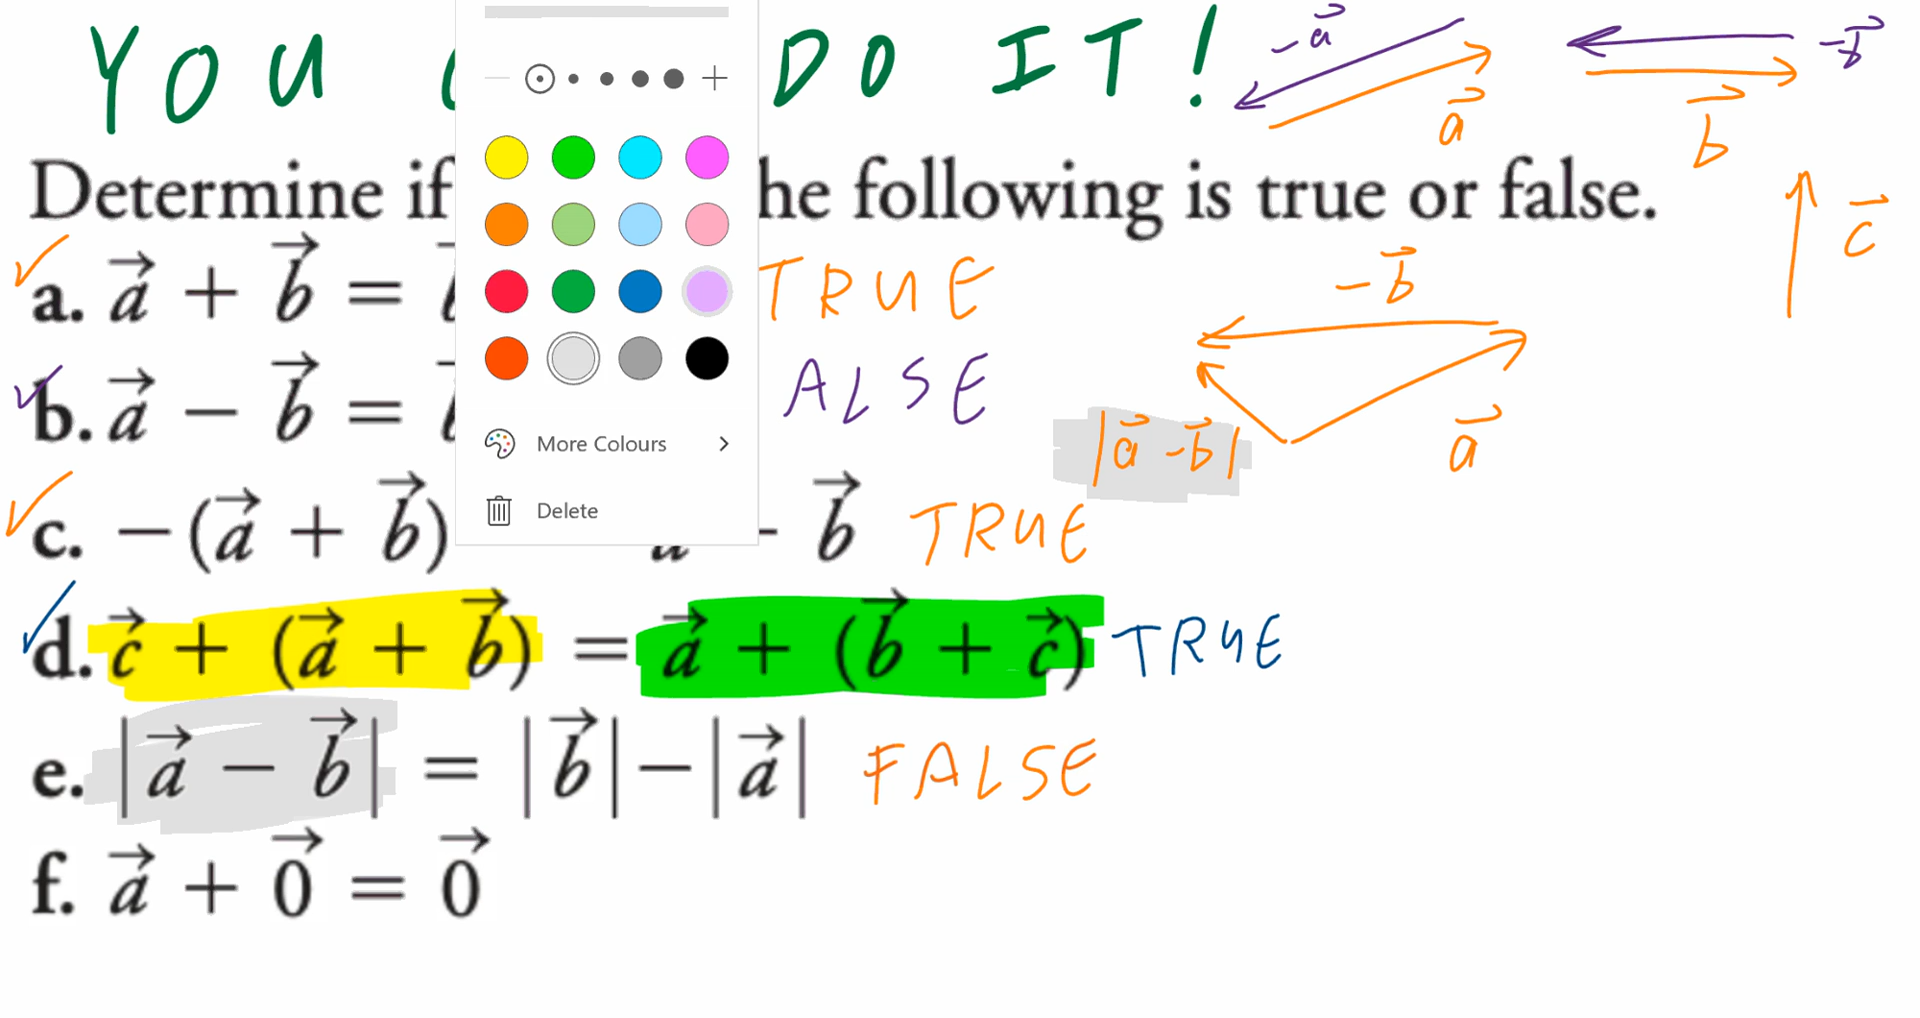 YOU DO IT!
-a⃗
a⃗
-b⃗
b⃗
c⃗
Determine if he following is true or false.
a. a⃗ + b⃗ = TRUE
b. a⃗ − b⃗ = ALSE
c. −(a⃗ + b⃗) − b⃗ TRUE
d. c⃗ + (a⃗ + b⃗) = a⃗ + (b⃗ + c⃗) TRUE
e. |a⃗ − b⃗| = |b⃗| − |a⃗| FALSE
f. a⃗ + 0⃗ = 0⃗
-b⃗
a⃗
|a⃗ - b⃗|
More Colours
Delete